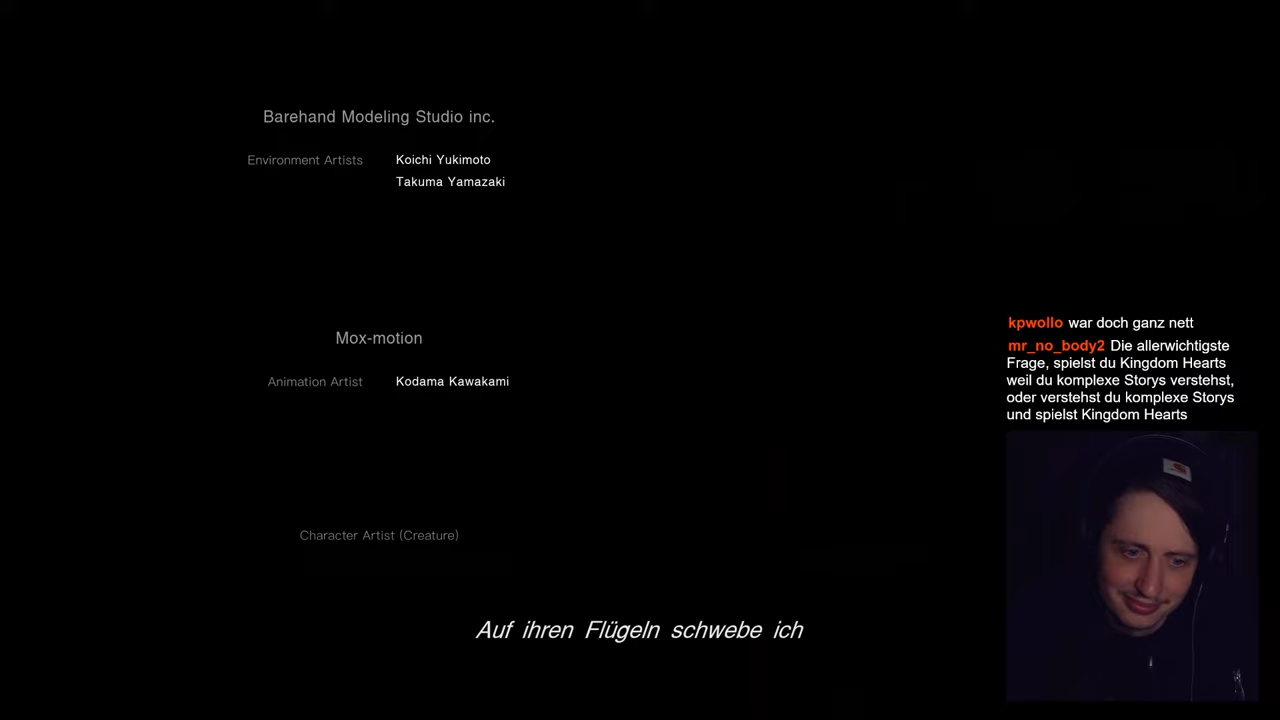 Barehand Modeling Studio inc.
Environment Artists Koichi Yukimoto
Takuma Yamazaki
Mox-motion
Animation Artist Kodama Kawakami
Character Artist (Creature)
Auf ihren Flügeln schwebe ich
kpwollo war doch ganz nett
mr_no_body2 Die allerwichtigste
Frage, spielst du Kingdom Hearts
weil du komplexe Storys verstehst,
oder verstehst du komplexe Storys
und spielst Kingdom Hearts